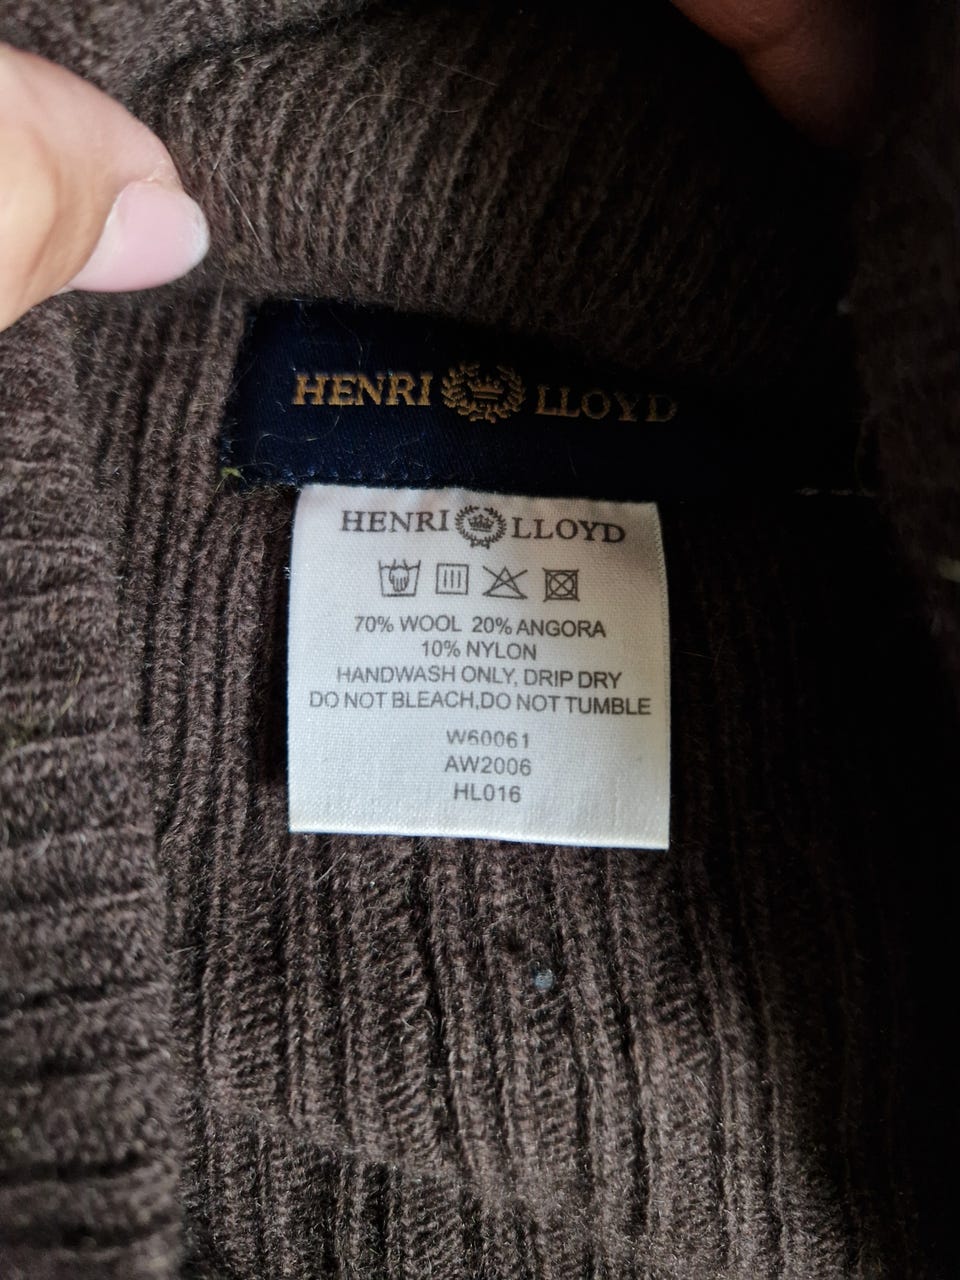 HENRI LLOYD
HENRI LLOYD
70% WOOL 20% ANGORA
10% NYLON
HANDWASH ONLY, DRIP DRY
DO NOT BLEACH,DO NOT TUMBLE
W60061
AW2006
HL016